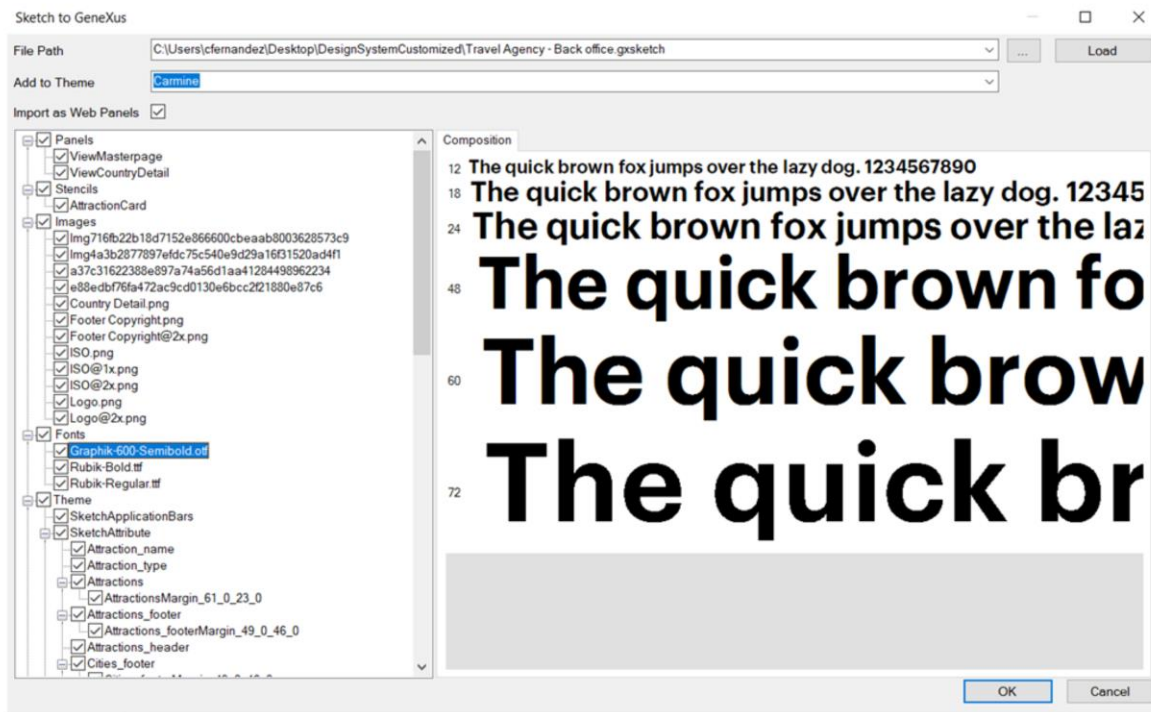 Sketch to GeneXus
File Path
C:\Users\cfernandez\Desktop\DesignSystemCustomized\Travel Agency - Back office.gxsketch
...
Load
Add to Theme
Carmine
Import as Web Panels
Panels
ViewMasterpage
ViewCountryDetail
Stencils
AttractionCard
Images
Img716fb22b18d7152e866600cbeaab8003628573c9
Img4a3b2877897efdc75c540e9d29a16f31520ad4f1
a37c31622388e897a74a56d1aa41284498962234
e88edbf76fa472ac9cd0130e6bcc2f21880e87c6
Country Detail.png
Footer Copyright.png
Footer Copyright@2x.png
ISO.png
ISO@1x.png
ISO@2x.png
Logo.png
Logo@2x.png
Fonts
Graphik-600-Semibold.otf
Rubik-Bold.ttf
Rubik-Regular.ttf
Theme
SketchApplicationBars
SketchAttribute
Attraction_name
Attraction_type
Attractions
AttractionsMargin_61_0_23_0
Attractions_footer
Attractions_footerMargin_49_0_46_0
Attractions_header
Cities_footer
Composition
12 The quick brown fox jumps over the lazy dog. 1234567890
18 The quick brown fox jumps over the lazy dog. 12345
24 The quick brown fox jumps over the laz
48 The quick brown fo
60 The quick brow
72 The quick br
OK
Cancel